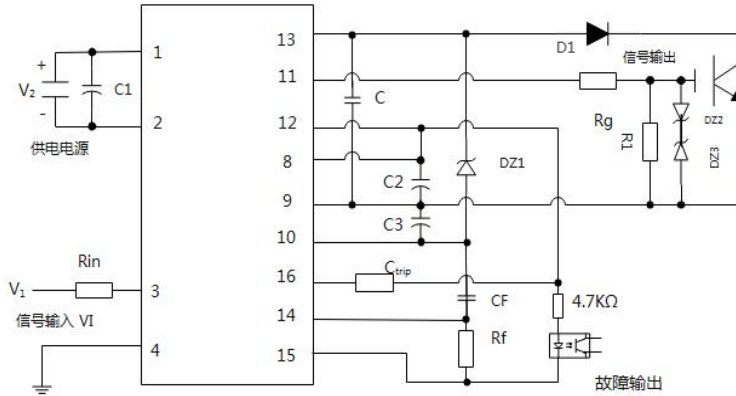 13
D1
信号输出
1
+
V₂
-
C1
11
C
Rg
R1
DZ2
DZ3
12
2
供电电源
8
C2
DZ1
9
C3
10
Rin
16
Ctrip
V₁
3
CF
4.7KΩ
信号输入 VI
14
Rf
4
15
故障输出